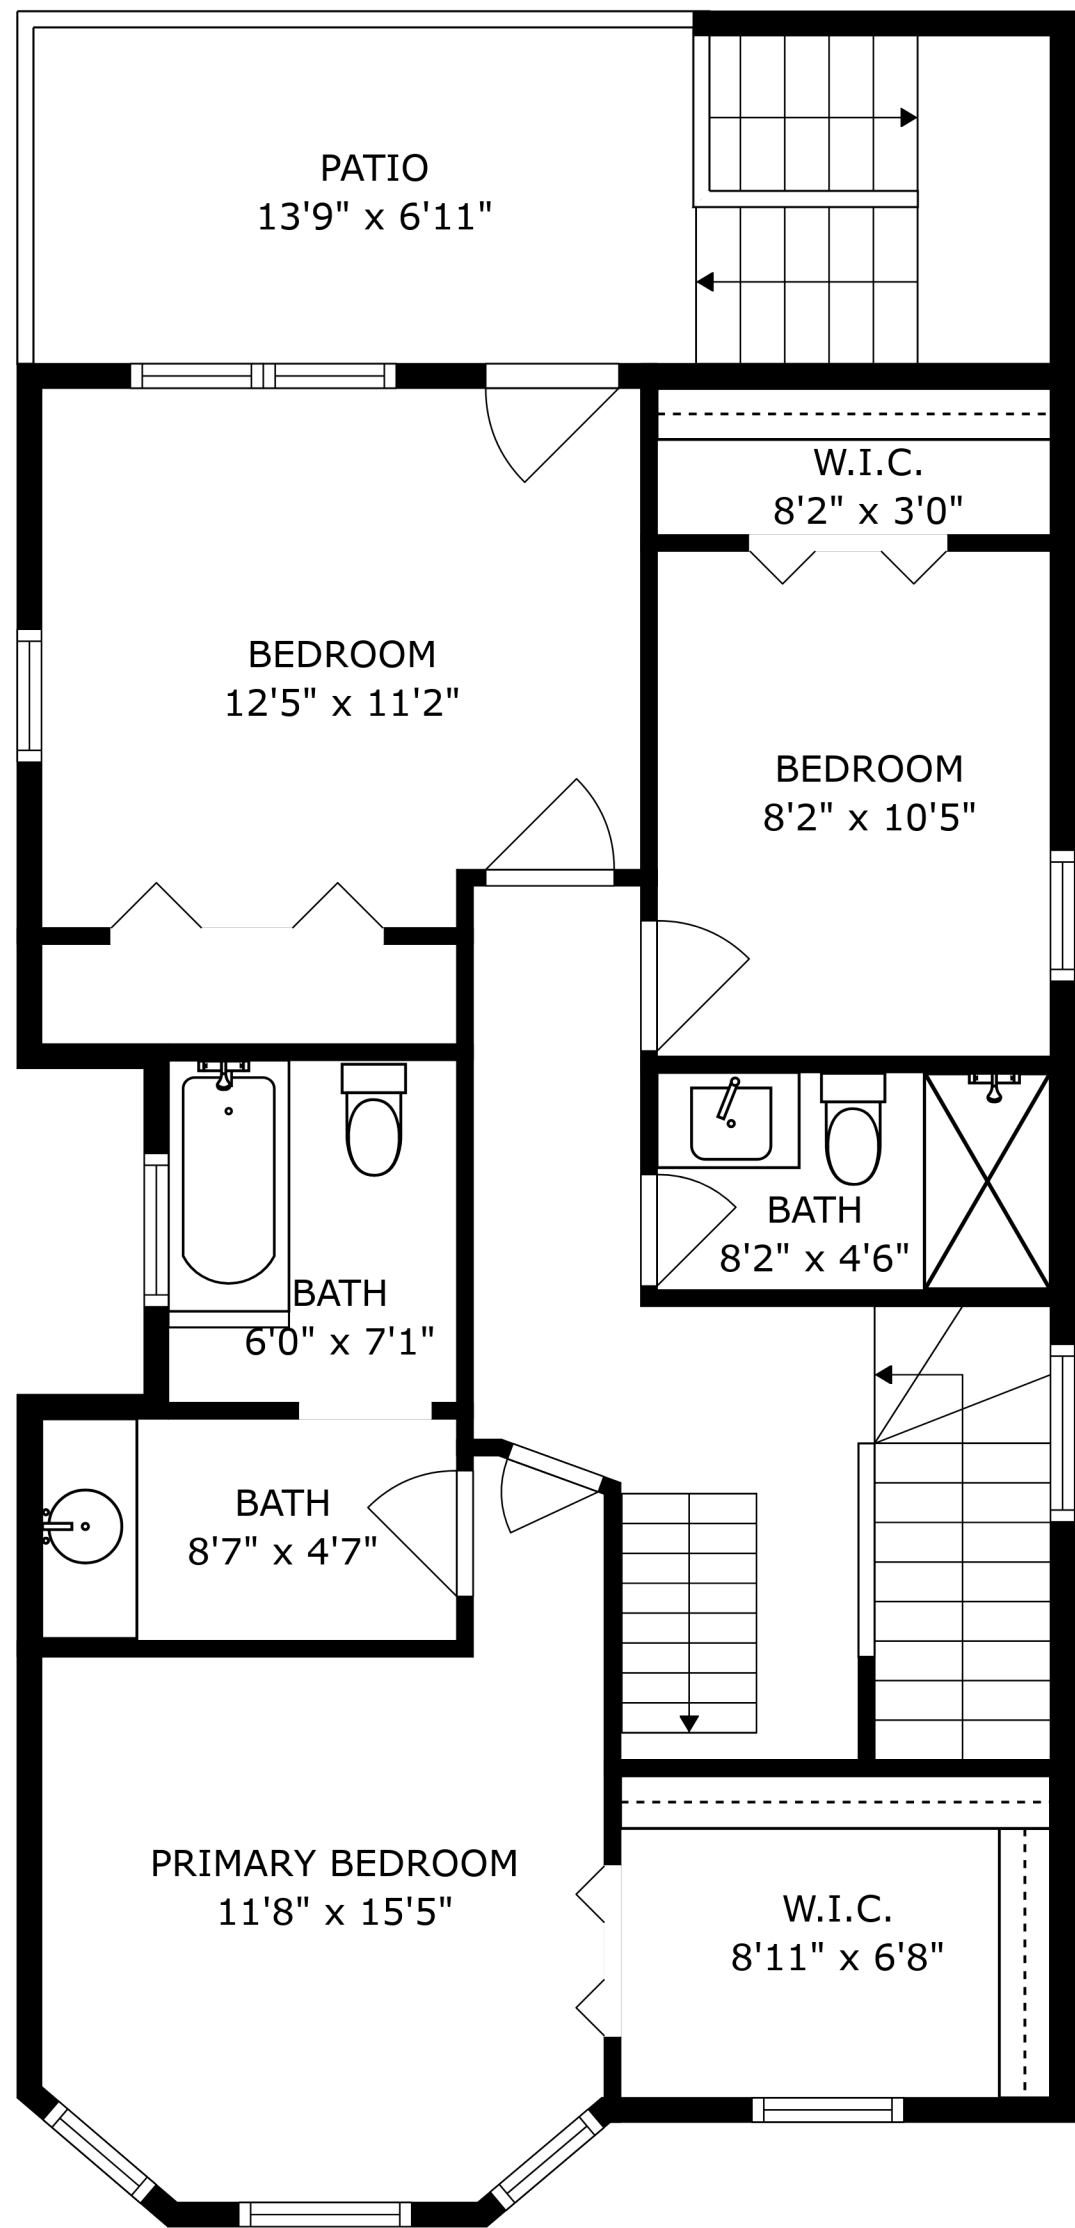 PATIO
13'9" x 6'11"
W.I.C.
8'2" x 3'0"
BEDROOM
12'5" x 11'2"
BEDROOM
8'2" x 10'5"
BATH
8'2" x 4'6"
BATH
6'0" x 7'1"
BATH
8'7" x 4'7"
PRIMARY BEDROOM
11'8" x 15'5"
W.I.C.
8'11" x 6'8"